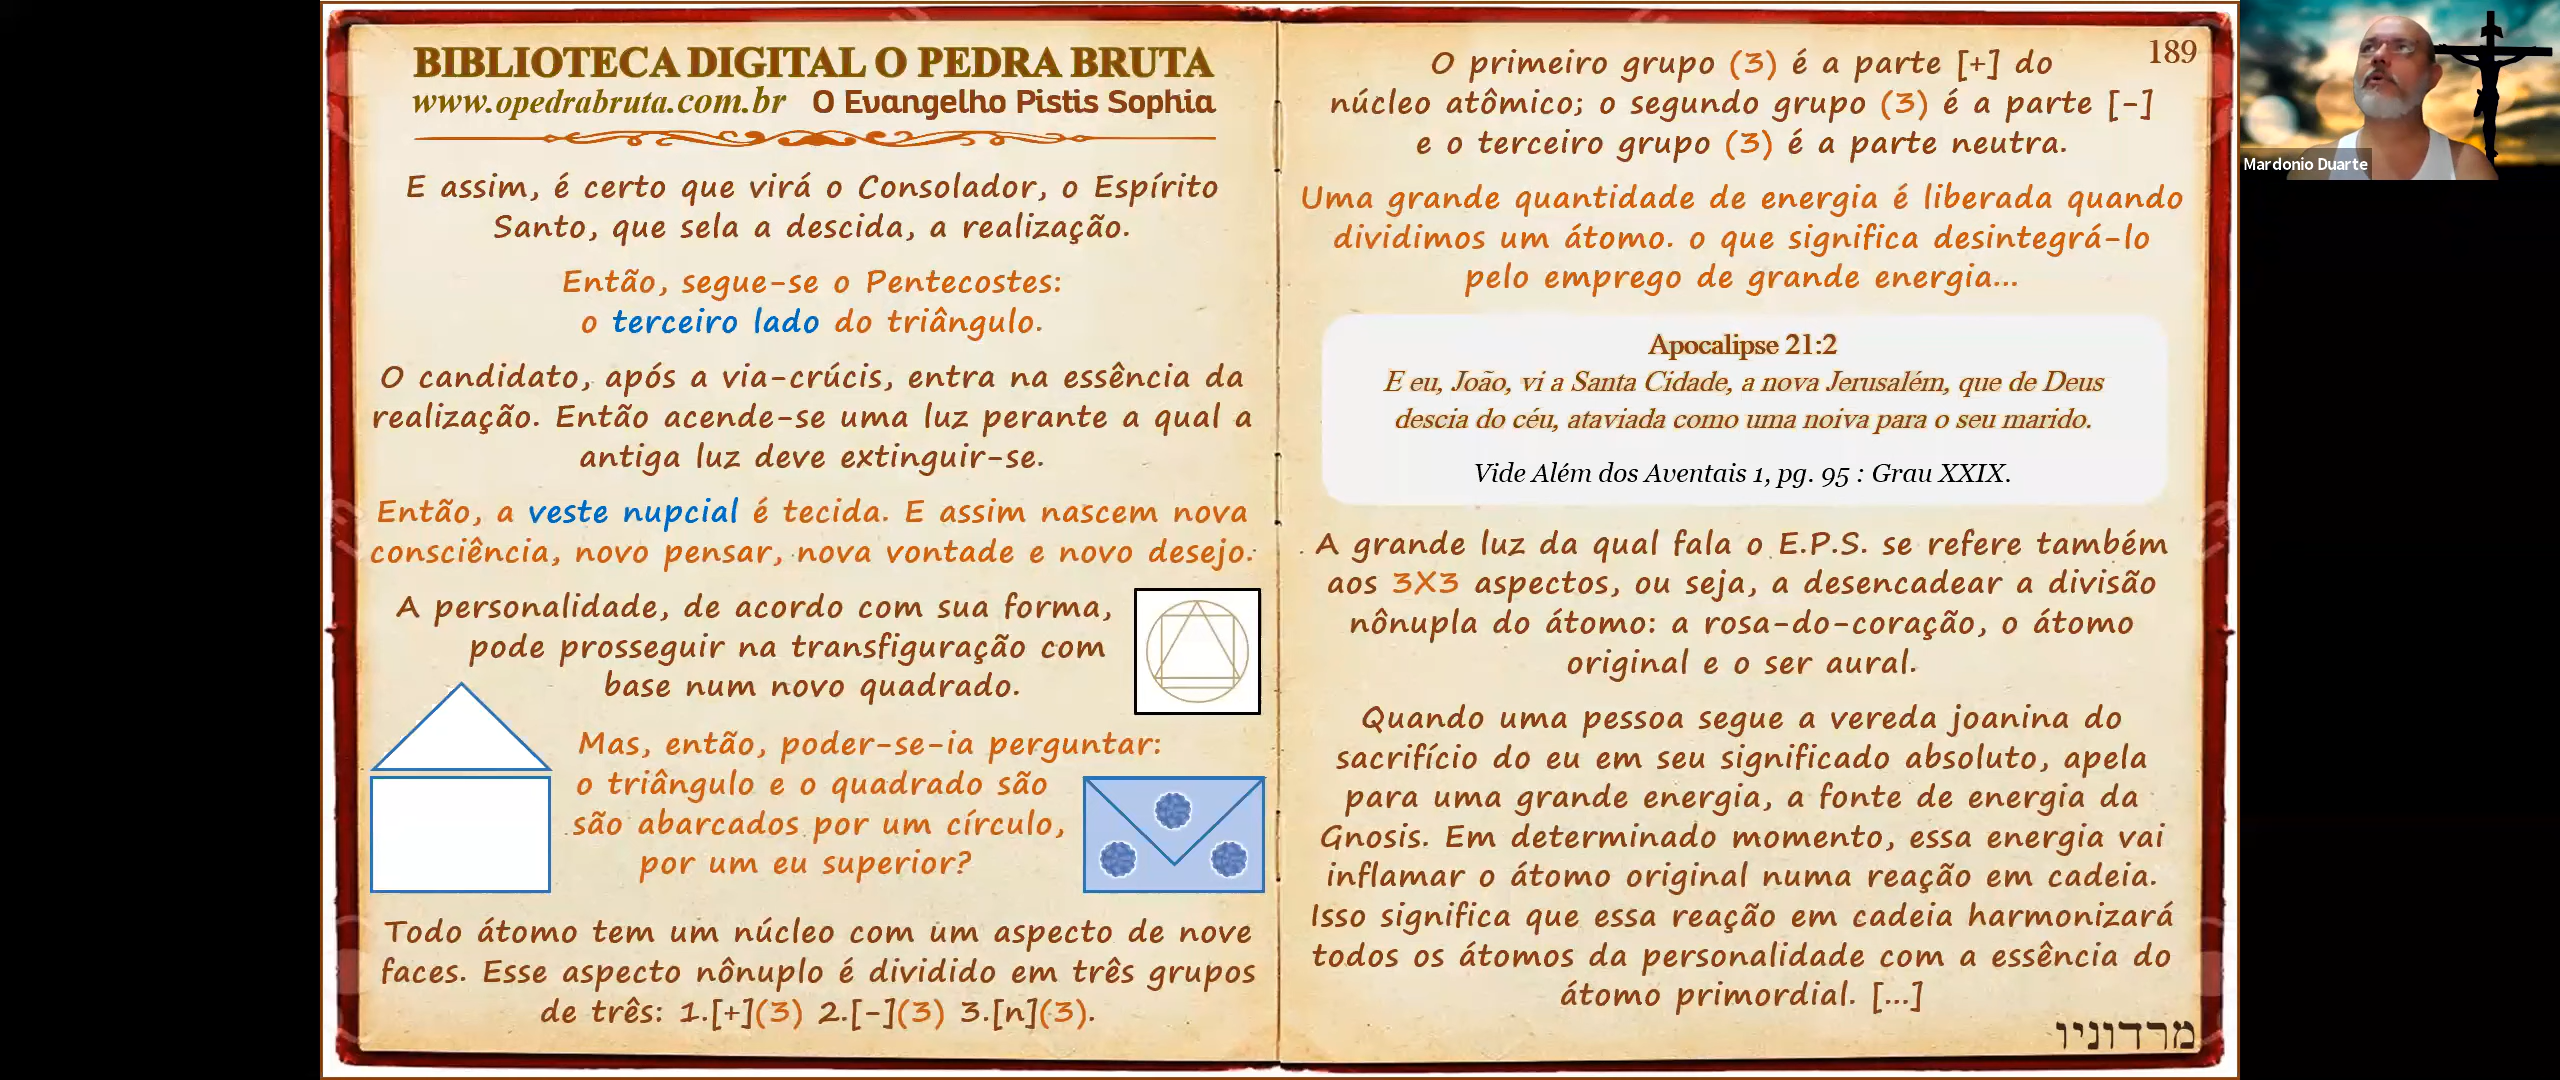 BIBLIOTECA DIGITAL O PEDRA BRUTA
www.opedrabruta.com.br O Evangelho Pistis Sophia
E assim, é certo que virá o Consolador, o Espírito
Santo, que sela a descida, a realização.
Então, segue-se o Pentecostes:
o terceiro lado do triângulo.
O candidato, após a via-crúcis, entra na essência da
realização. Então acende-se uma luz perante a qual a
antiga luz deve extinguir-se.
Então, a veste nupcial é tecida. E assim nascem nova
consciência, novo pensar, nova vontade e novo desejo.
A personalidade, de acordo com sua forma,
pode prosseguir na transfiguração com
base num novo quadrado.
Mas, então, poder-se-ia perguntar:
o triângulo e o quadrado são
são abarcados por um círculo,
por um eu superior?
Todo átomo tem um núcleo com um aspecto de nove
faces. Esse aspecto nônuplo é dividido em três grupos
de três: 1.[+](3) 2.[-](3) 3.[n](3).
189
O primeiro grupo (3) é a parte [+] do
núcleo atômico; o segundo grupo (3) é a parte [-]
e o terceiro grupo (3) é a parte neutra.
Uma grande quantidade de energia é liberada quando
dividimos um átomo. o que significa desintegrá-lo
pelo emprego de grande energia...
Apocalipse 21:2
E eu, João, vi a Santa Cidade, a nova Jerusalém, que de Deus
descia do céu, ataviada como uma noiva para o seu marido.
Vide Além dos Aventais 1, pg. 95 : Grau XXIX.
A grande luz da qual fala o E.P.S. se refere também
aos 3X3 aspectos, ou seja, a desencadear a divisão
nônupla do átomo: a rosa-do-coração, o átomo
original e o ser aural.
Quando uma pessoa segue a vereda joanina do
sacrifício do eu em seu significado absoluto, apela
para uma grande energia, a fonte de energia da
Gnosis. Em determinado momento, essa energia vai
inflamar o átomo original numa reação em cadeia.
Isso significa que essa reação em cadeia harmonizará
todos os átomos da personalidade com a essência do
átomo primordial. [...]
מרדוניו
Mardonio Duarte